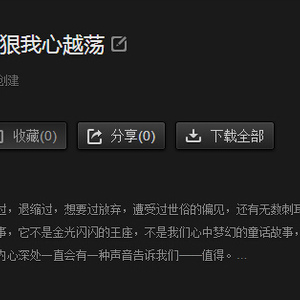 狠我心越荡
创建
收藏(0) 分享(0) 下载全部
过，退缩过，想要过放弃，遭受过世俗的偏见，还有无数刺耳
事，它不是金光闪闪的王座，不是我们心中梦幻的童话故事，
内心深处一直会有一种声音告诉我们——值得。...